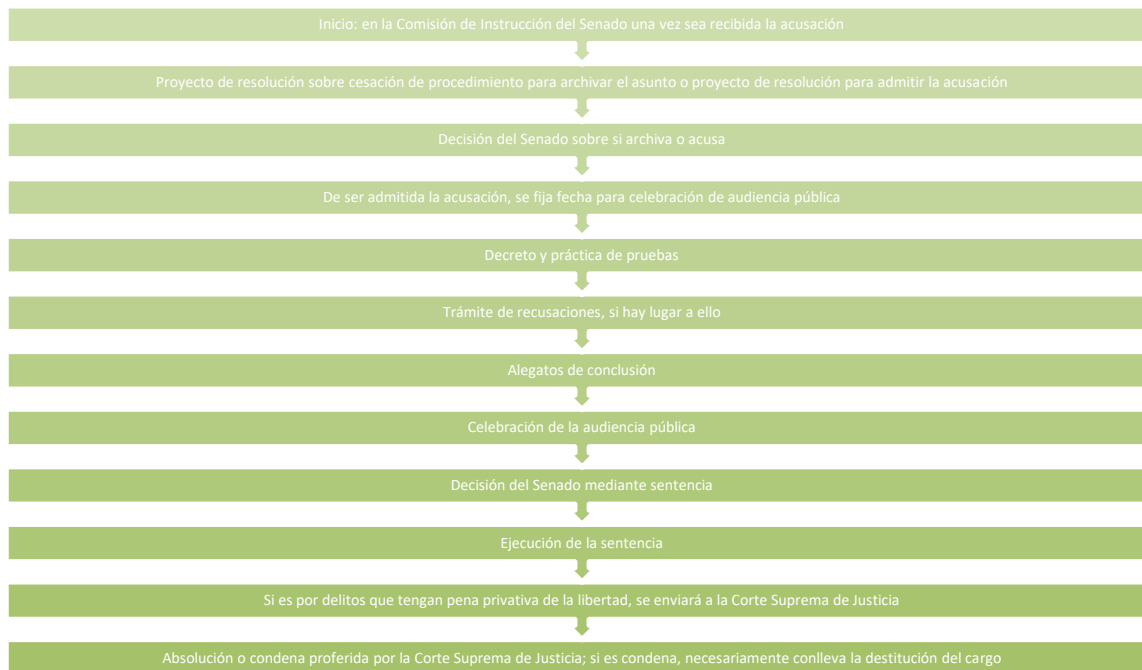 Inicio: en la Comisión de Instrucción del Senado una vez sea recibida la acusación
Proyecto de resolución sobre cesación de procedimiento para archivar el asunto o proyecto de resolución para admitir la acusación
Decisión del Senado sobre si archiva o acusa
De ser admitida la acusación, se fija fecha para celebración de audiencia pública
Decreto y práctica de pruebas
Trámite de recusaciones, si hay lugar a ello
Alegatos de conclusión
Celebración de la audiencia pública
Decisión del Senado mediante sentencia
Ejecución de la sentencia
Si es por delitos que tengan pena privativa de la libertad, se enviará a la Corte Suprema de Justicia
Absolución o condena proferida por la Corte Suprema de Justicia; si es condena, necesariamente conlleva la destitución del cargo